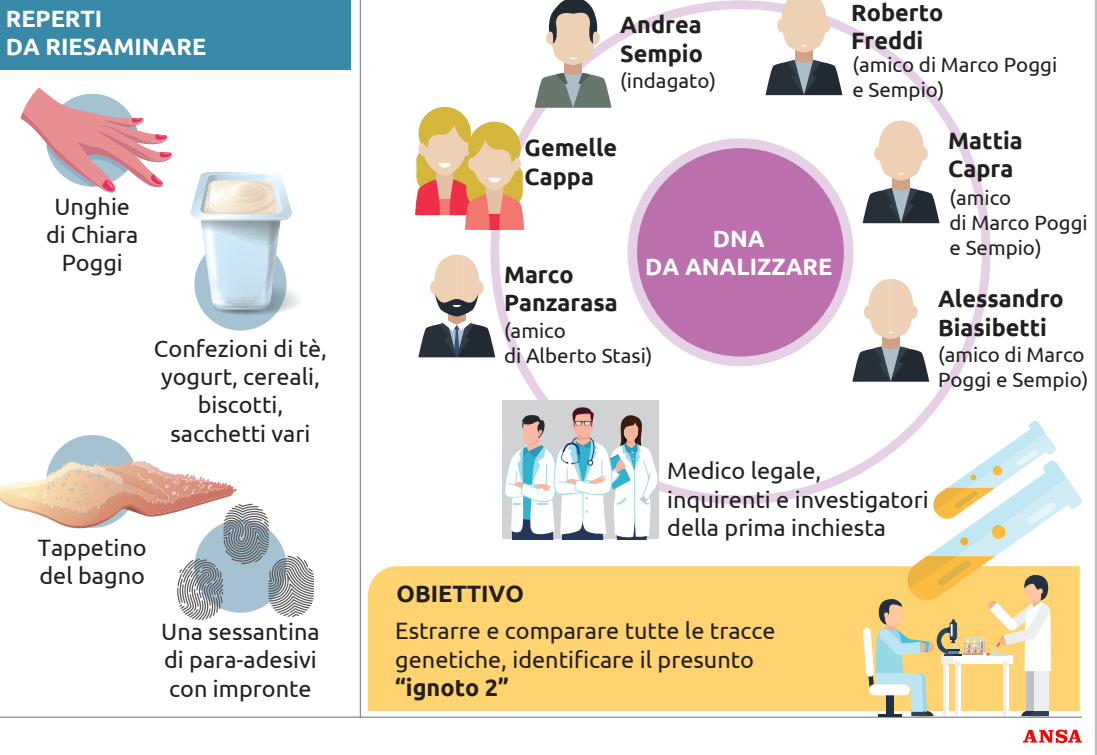 REPERTI
DA RIESAMINARE
Unghie
di Chiara
Poggi
Confezioni di tè,
yogurt, cereali,
biscotti,
sacchetti vari
Tappetino
del bagno
Una sessantina
di para-adesivi
con impronte
Andrea
Sempio
(indagato)
Roberto
Freddi
(amico di Marco Poggi
e Sempio)
Gemelle
Cappa
Mattia
Capra
(amico
di Marco Poggi
e Sempio)
DNA
DA ANALIZZARE
Marco
Panzarasa
(amico
di Alberto Stasi)
Alessandro
Biasibetti
(amico di Marco
Poggi e Sempio)
Medico legale,
inquirenti e investigatori
della prima inchiesta
OBIETTIVO
Estrarre e comparare tutte le tracce
genetiche, identificare il presunto
“ignoto 2”
ANSA